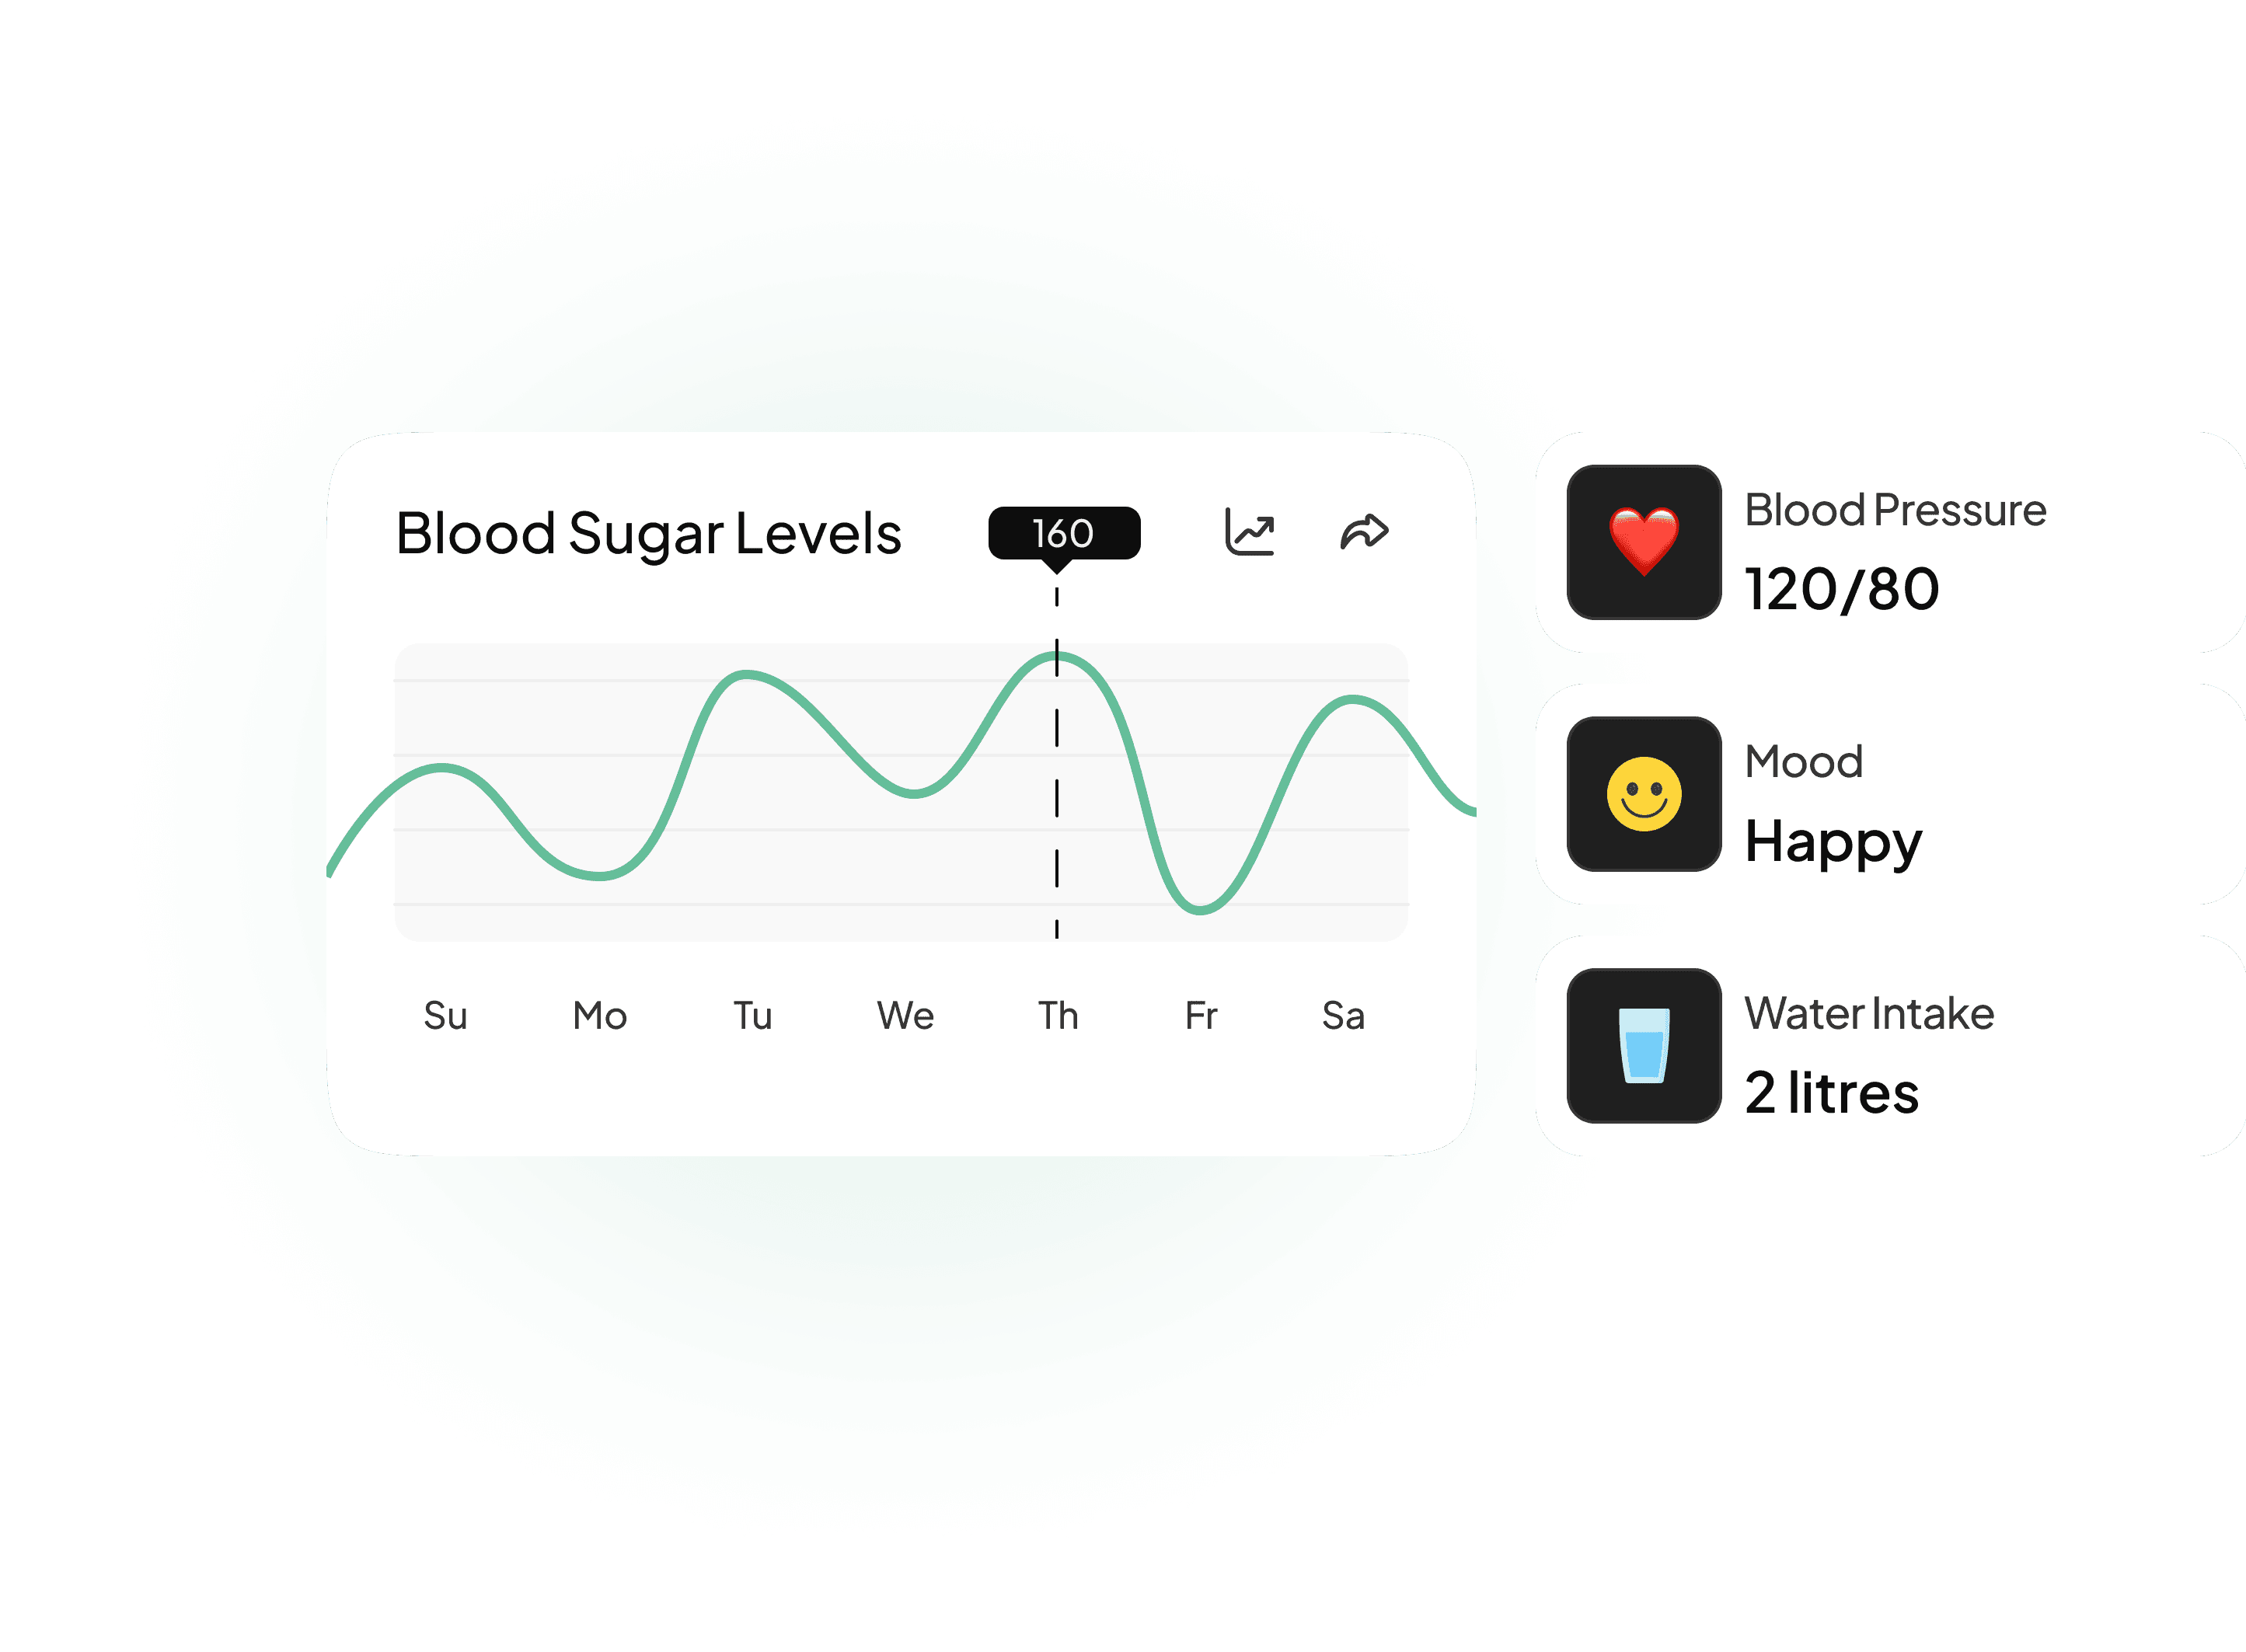 Blood Sugar Levels
160
Su Mo Tu We Th Fr Sa
Blood Pressure
120/80
Mood
Happy
Water Intake
2 litres